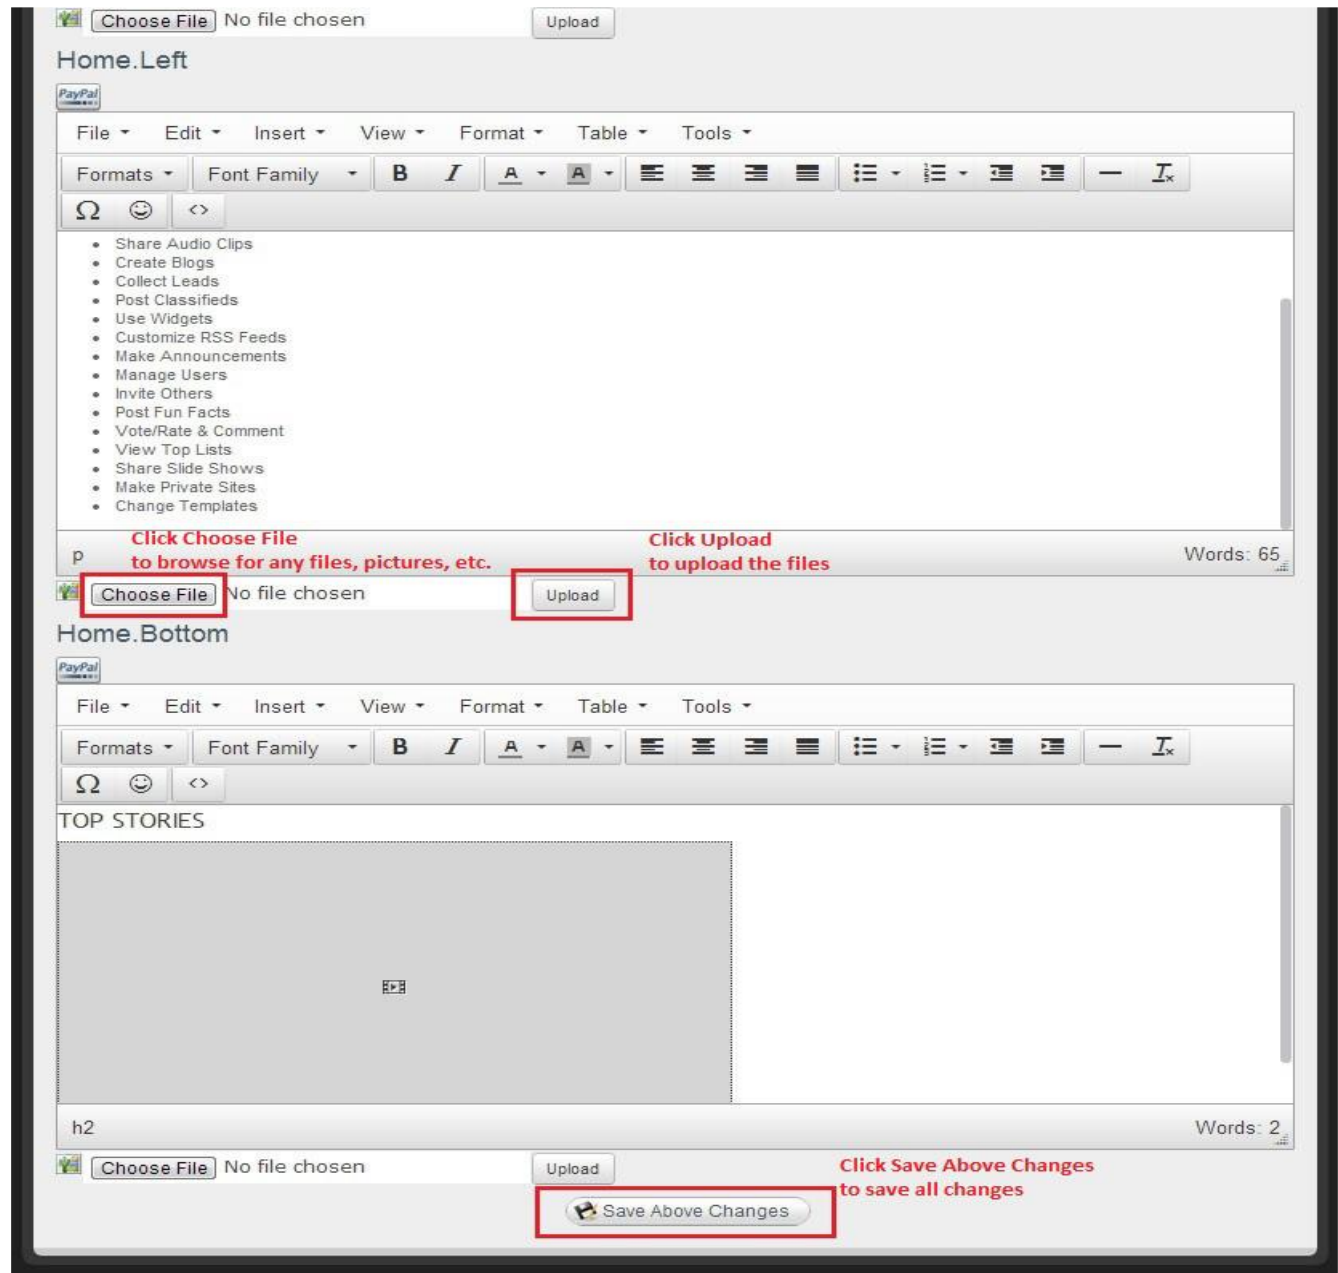 Choose File No file chosen Upload
Home.Left
PayPal
File Edit Insert View Format Table Tools
Formats Font Family B I A A
Ω <>
Share Audio Clips
Create Blogs
Collect Leads
Post Classifieds
Use Widgets
Customize RSS Feeds
Make Announcements
Manage Users
Invite Others
Post Fun Facts
Vote/Rate & Comment
View Top Lists
Share Slide Shows
Make Private Sites
Change Templates
Click Choose File
to browse for any files, pictures, etc.
Click Upload
to upload the files
p Words: 65
Choose File No file chosen Upload
Home.Bottom
PayPal
File Edit Insert View Format Table Tools
Formats Font Family B I A A
Ω <>
TOP STORIES
h2 Words: 2
Choose File No file chosen Upload
Click Save Above Changes
to save all changes
Save Above Changes